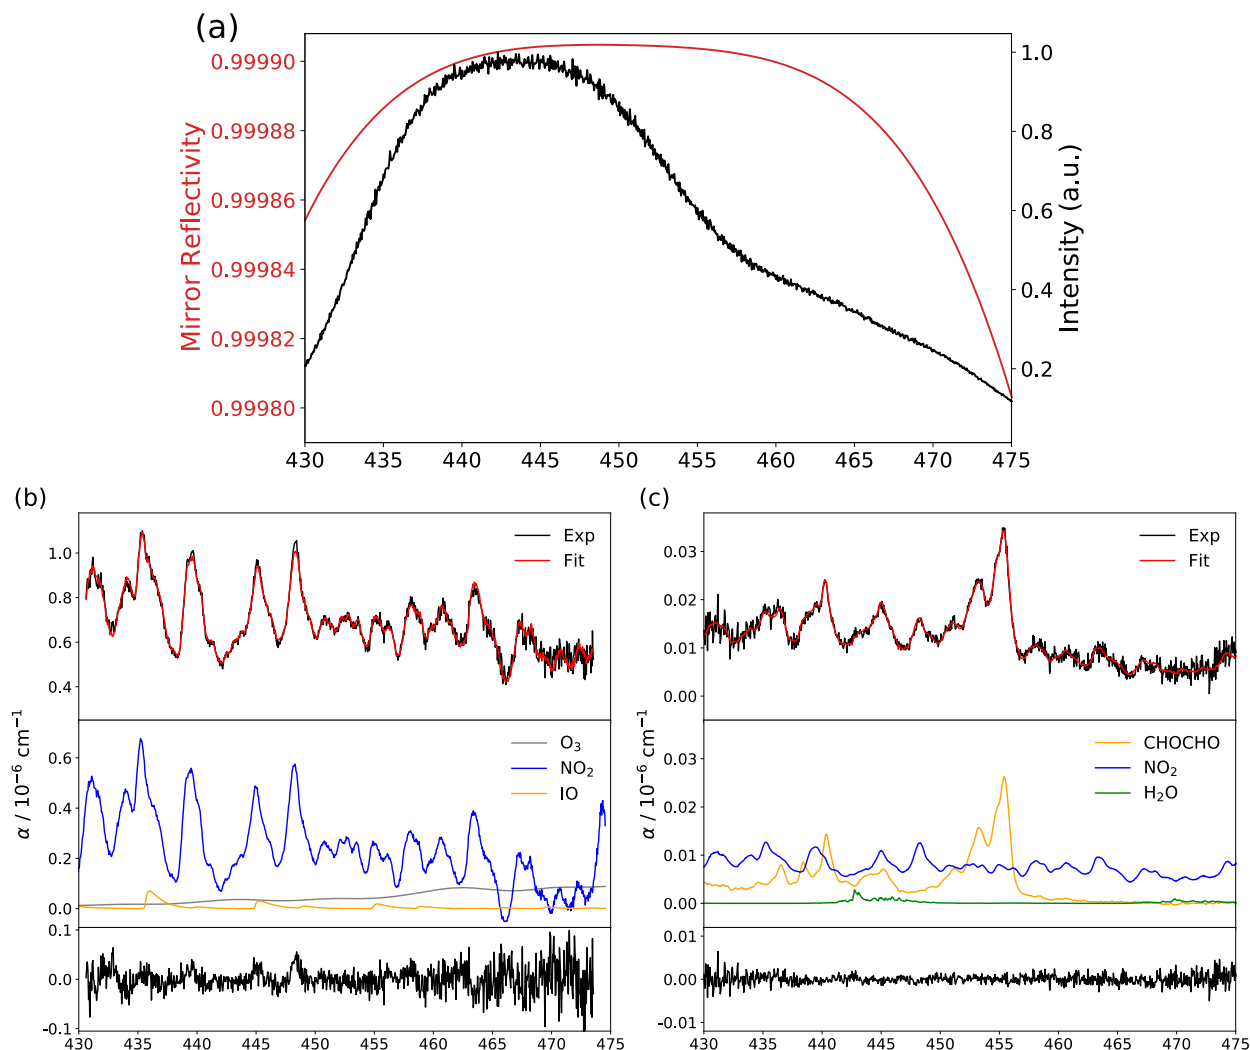 (a)
Mirror Reflectivity
0.99990
0.99988
0.99986
0.99984
0.99982
0.99980
1.0
0.8
0.6
0.4
0.2
Intensity (a.u.)
430 435 440 445 450 455 460 465 470 475
(b)
1.0
0.8
0.6
0.4
Exp
Fit
α / 10⁻⁶ cm⁻¹
0.6
0.4
0.2
0.0
O₃
NO₂
IO
0.1
0.0
-0.1
430 435 440 445 450 455 460 465 470 475
(c)
0.03
0.02
0.01
0.00
Exp
Fit
α / 10⁻⁶ cm⁻¹
0.03
0.02
0.01
0.00
CHOCHO
NO₂
H₂O
0.01
0.00
-0.01
430 435 440 445 450 455 460 465 470 475